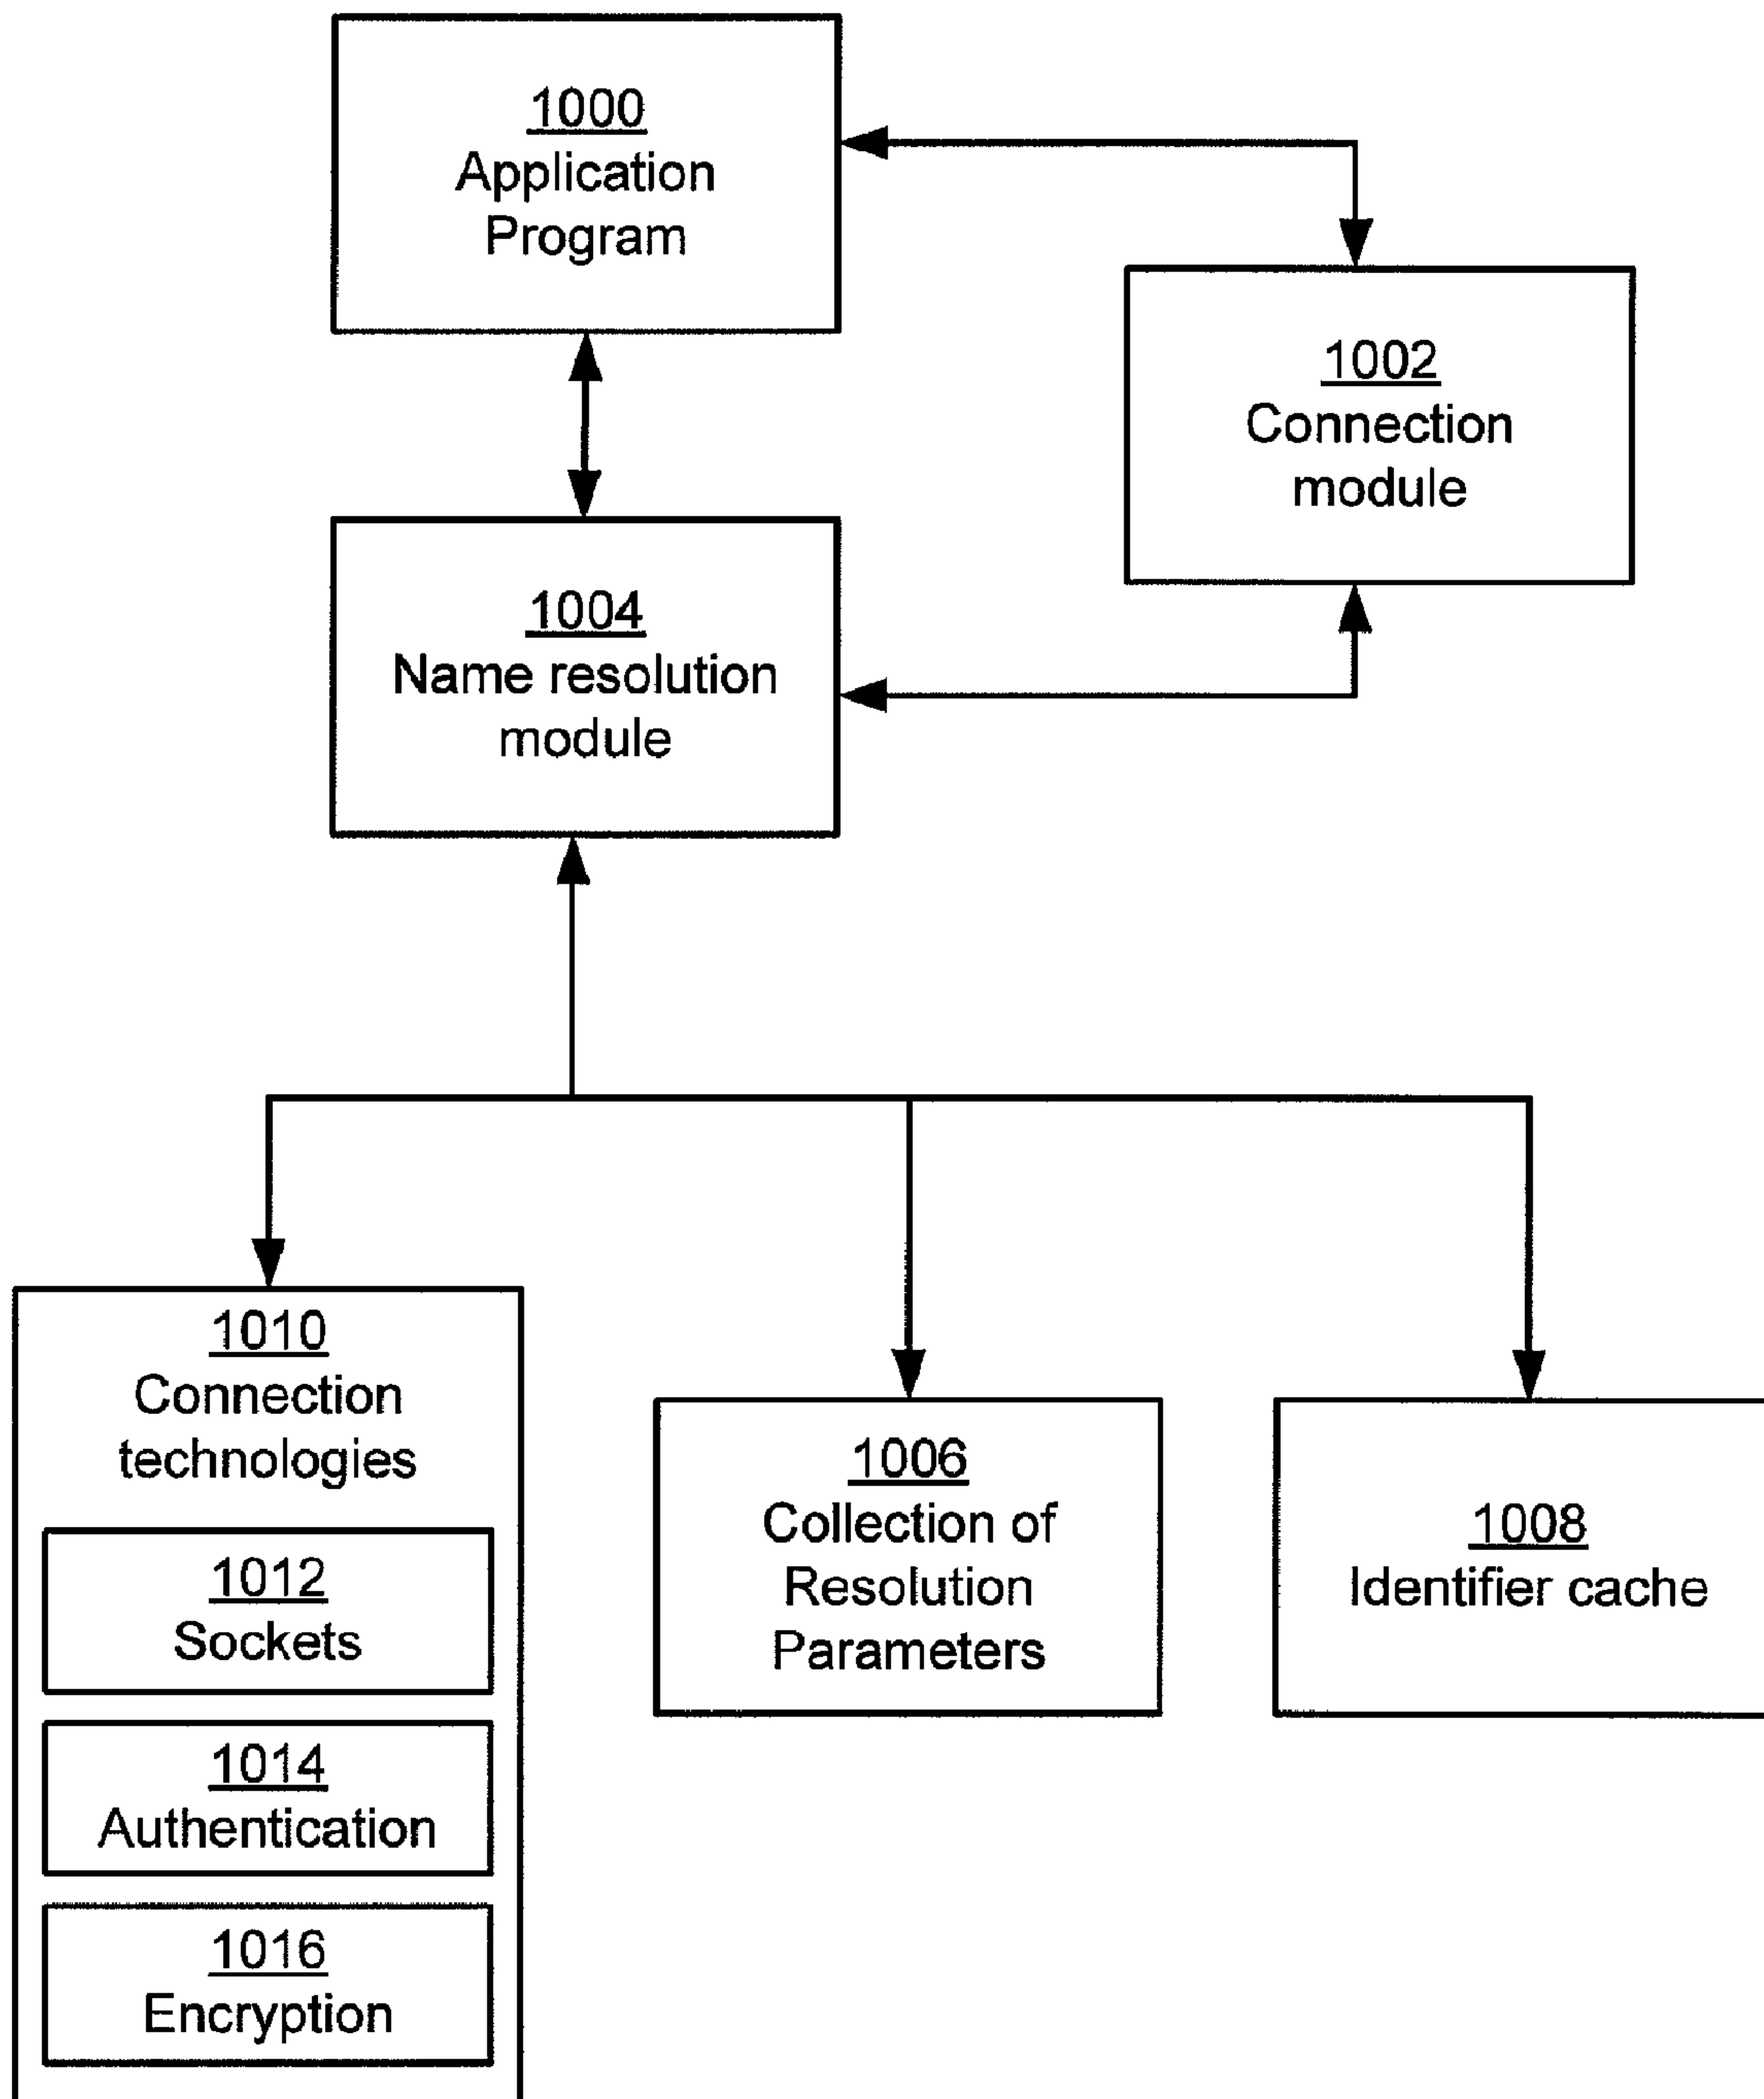 1000
Application
Program
1002
Connection
module
1004
Name resolution
module
1010
Connection
technologies
1012
Sockets
1014
Authentication
1016
Encryption
1006
Collection of
Resolution
Parameters
1008
Identifier cache